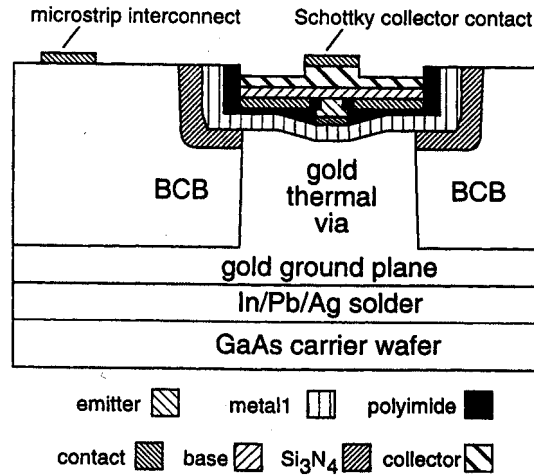 microstrip interconnect
Schottky collector contact
BCB
gold
thermal
via
BCB
gold ground plane
In/Pb/Ag solder
GaAs carrier wafer
emitter
metal1
polyimide
contact
base
Si3N4
collector